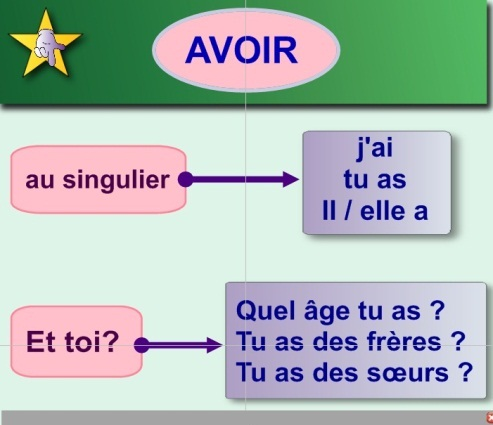 AVOIR
au singulier
j'ai
tu as
Il / elle a
Et toi?
Quel âge tu as ?
Tu as des frères ?
Tu as des sœurs ?